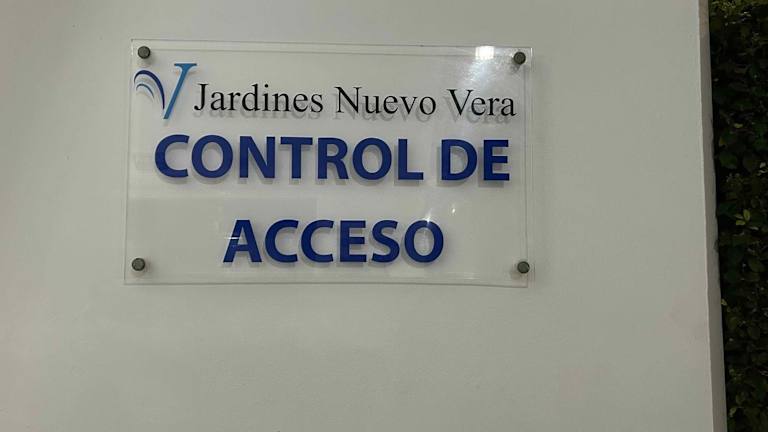 Jardines Nuevo Vera
CONTROL DE
ACCESO